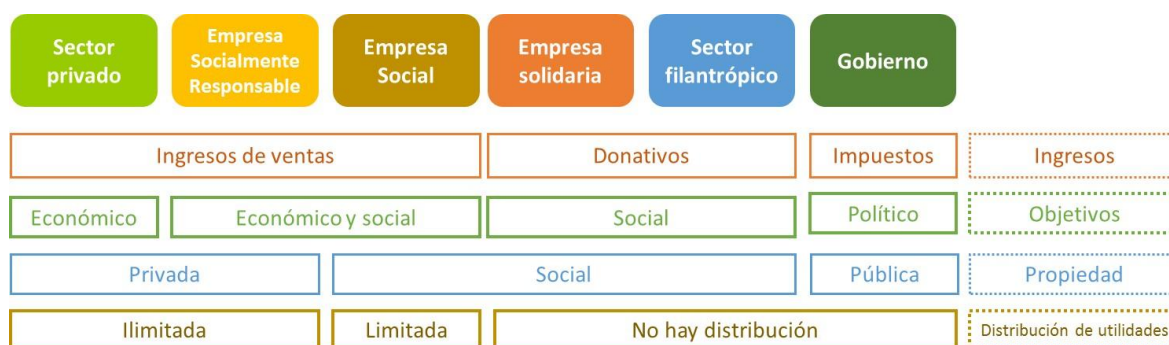 Sector
privado
Empresa
Socialmente
Responsable
Empresa
Social
Empresa
solidaria
Sector
filantrópico
Gobierno
Ingresos de ventas
Donativos
Impuestos
Ingresos
Económico
Económico y social
Social
Político
Objetivos
Privada
Social
Pública
Propiedad
Ilimitada
Limitada
No hay distribución
Distribución de utilidades